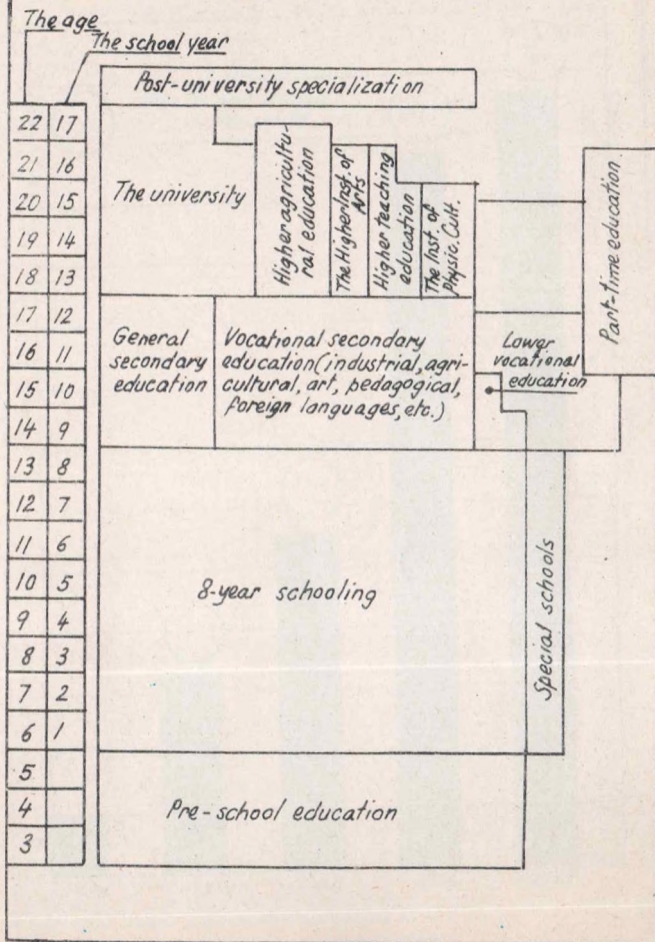 The age
The school year
Post-university specialization
22 17
21 16
20 15
19 14
18 13
17 12
16 11
15 10
14 9
13 8
12 7
11 6
10 5
9 4
8 3
7 2
6 1
5
4
3
The university
Higher agricultu-
ral education
The Higher Inst. of
Arts
Higher teaching
education
The Inst. of
Physic. Cult.
Part-time education
General
secondary
education
Vocational secondary
education (industrial, agri-
cultural, art, pedagogical,
foreign languages, etc.)
Lower
vocational
education
8-year schooling
Special schools
Pre-school education